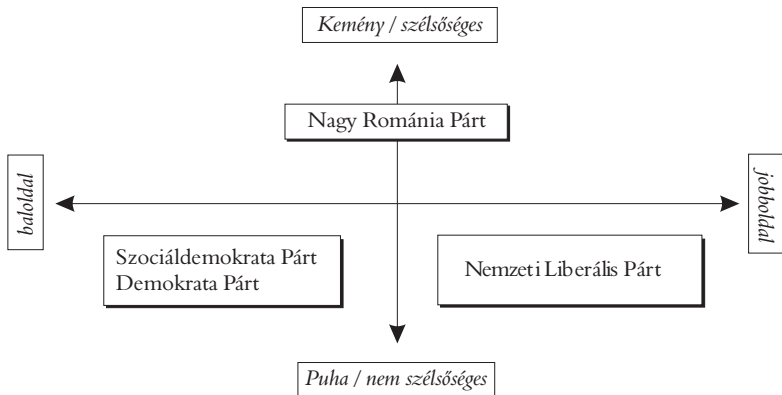 Kemény / szélsőséges
Nagy Románia Párt
baloldal
jobboldal
Szociáldemokrata Párt
Demokrata Párt
Nemzeti Liberális Párt
Puha / nem szélsőséges